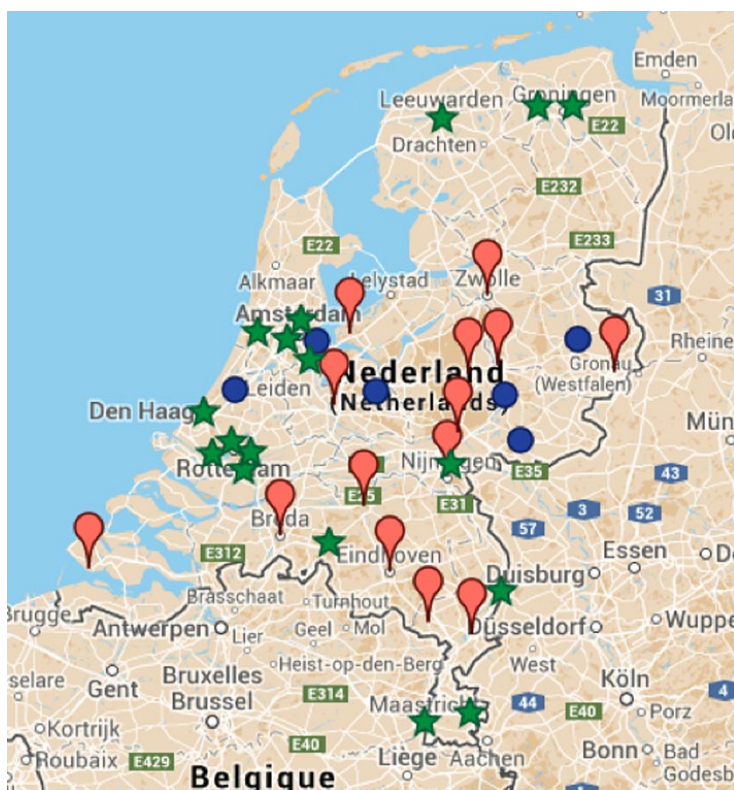 Emden
Leeuwarden
Groningen
Moormerla
E22
Drachten
E232
E22
E233
Alkmaar
Lelystad
Zwolle
31
Amsterdam
Rheine
Gronau
(Westfalen)
Nederland
(Netherlands)
Leiden
Den Haag
Mün
Rotterdam
Nijmegen
E35
43
E25
E31
3
52
Breda
57
E312
Eindhoven
Essen
Duisburg
Brasschaat
Turnhout
Brugge
Antwerpen
Lier
Geel
Mol
Düsseldorf
Wuppe
Heist-op-den-Berg
West
selare
Gent
Bruxelles
Brussel
E314
Maastricht
44
Köln
4
E40
Porz
Kortrijk
E40
Roubaix
E429
Liège
Aachen
Bonn
Bad
Godesb
Belgique